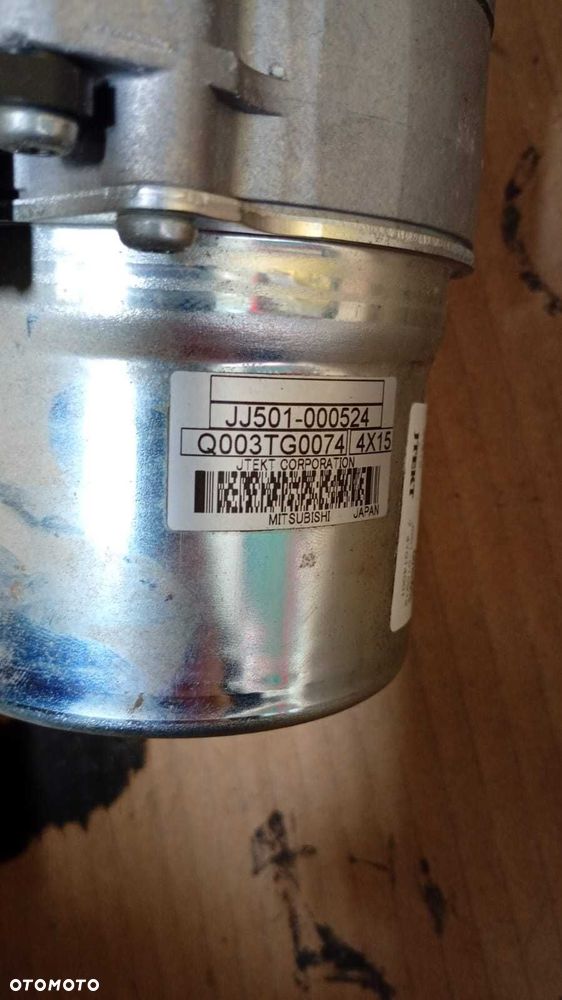 JJ501-000524
Q003TG0074 4X15
JTEKT CORPORATION
MITSUBISHI JAPAN
JTEKT
OTOMOTO